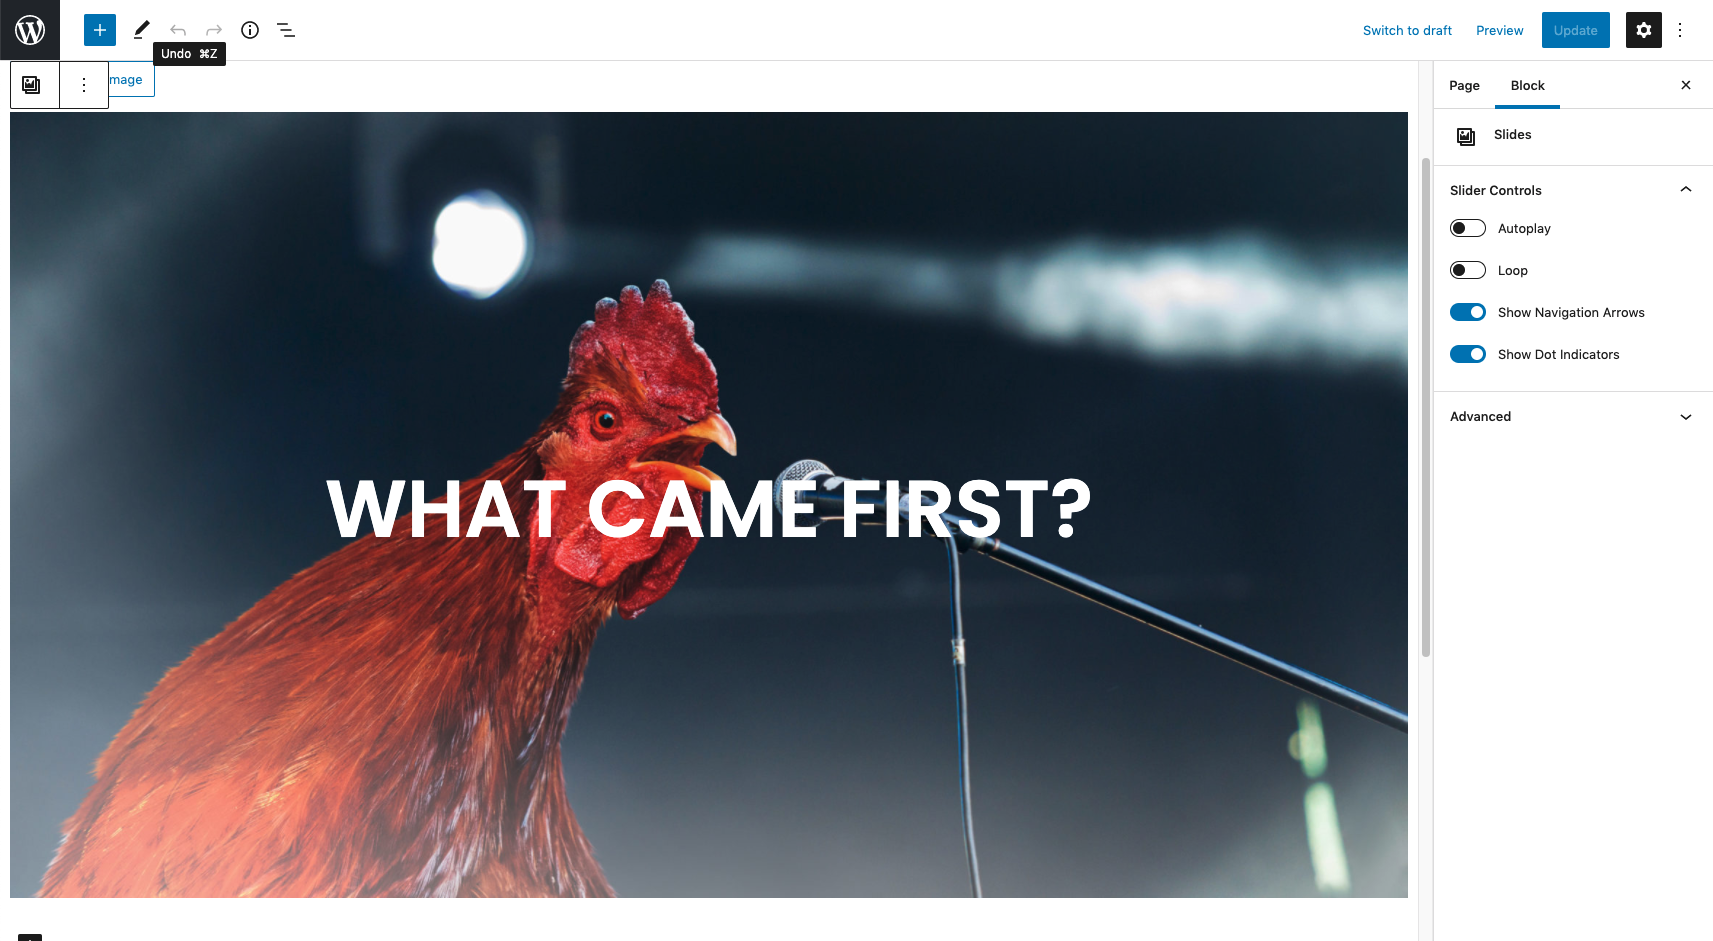 Switch to draft
Preview
Update
Undo ⌘Z
mage
Page
Block
Slides
Slider Controls
Autoplay
Loop
Show Navigation Arrows
Show Dot Indicators
Advanced
WHAT CAME FIRST?